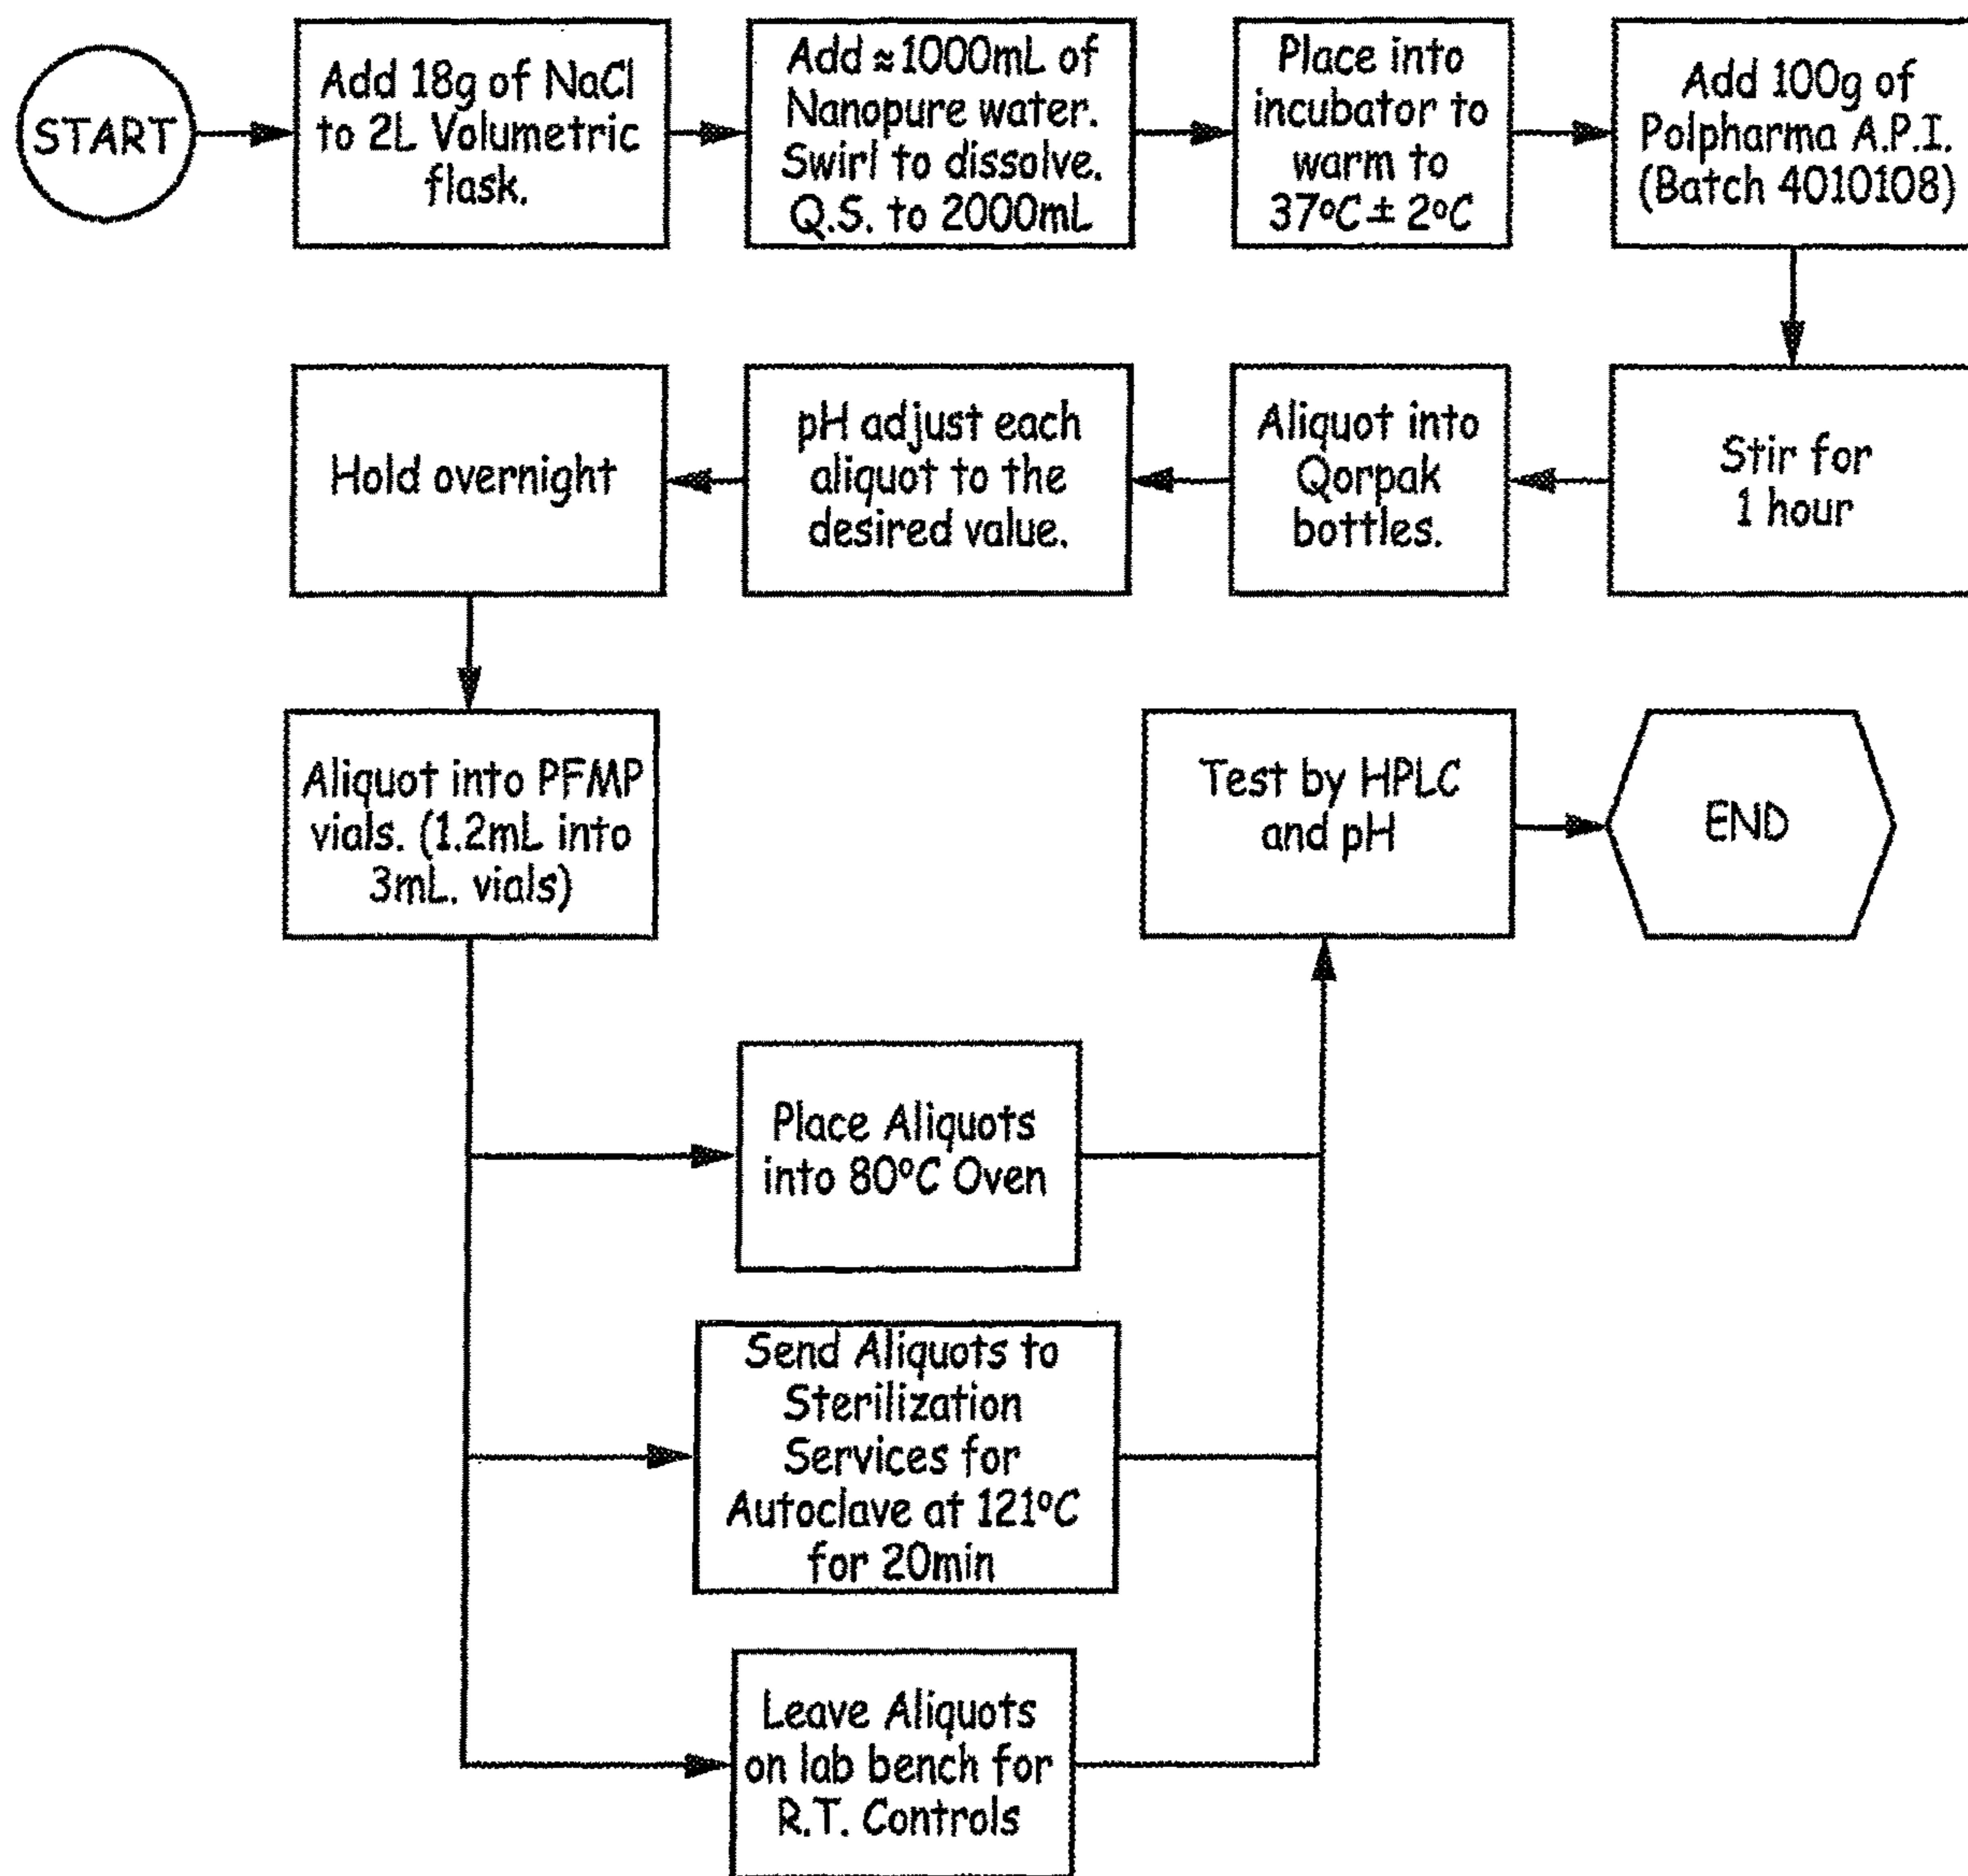 START
Add 18g of NaCl
to 2L Volumetric
flask.
Add ≈1000mL of
Nanopure water.
Swirl to dissolve.
Q.S. to 2000mL
Place into
incubator to
warm to
37ºC ± 2ºC
Add 100g of
Polpharma A.P.I.
(Batch 4010108)
Stir for
1 hour
Aliquot into
Qorpak
bottles.
pH adjust each
aliquot to the
desired value.
Hold overnight
Aliquot into PFMP
vials. (1.2mL into
3mL. vials)
Place Aliquots
into 80ºC Oven
Send Aliquots to
Sterilization
Services for
Autoclave at 121ºC
for 20min
Leave Aliquots
on lab bench for
R.T. Controls
Test by HPLC
and pH
END